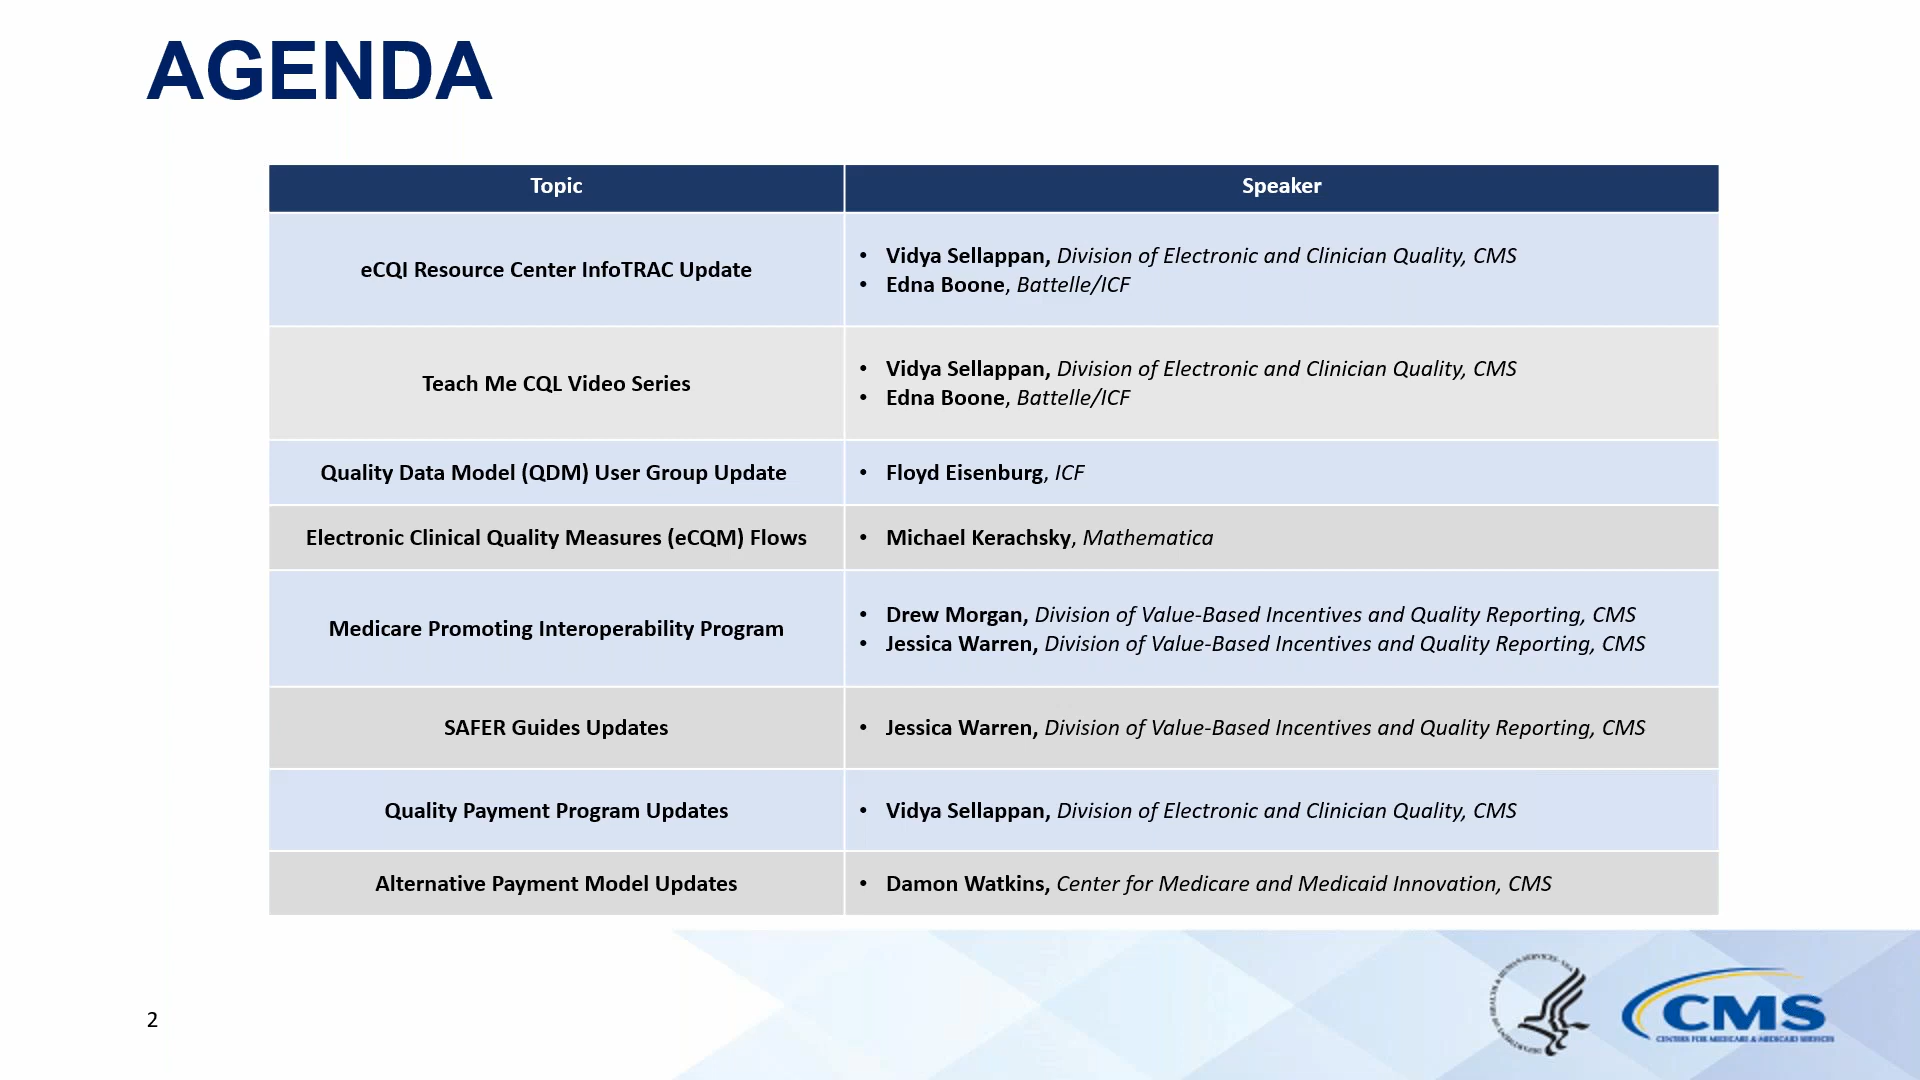 AGENDA
Topic
Speaker
eCQI Resource Center InfoTRAC Update
• Vidya Sellappan, Division of Electronic and Clinician Quality, CMS
• Edna Boone, Battelle/ICF
Teach Me CQL Video Series
• Vidya Sellappan, Division of Electronic and Clinician Quality, CMS
• Edna Boone, Battelle/ICF
Quality Data Model (QDM) User Group Update
• Floyd Eisenburg, ICF
Electronic Clinical Quality Measures (eCQM) Flows
• Michael Kerachsky, Mathematica
Medicare Promoting Interoperability Program
• Drew Morgan, Division of Value-Based Incentives and Quality Reporting, CMS
• Jessica Warren, Division of Value-Based Incentives and Quality Reporting, CMS
SAFER Guides Updates
• Jessica Warren, Division of Value-Based Incentives and Quality Reporting, CMS
Quality Payment Program Updates
• Vidya Sellappan, Division of Electronic and Clinician Quality, CMS
Alternative Payment Model Updates
• Damon Watkins, Center for Medicare and Medicaid Innovation, CMS
2
CMS
CENTERS FOR MEDICARE & MEDICAID SERVICES